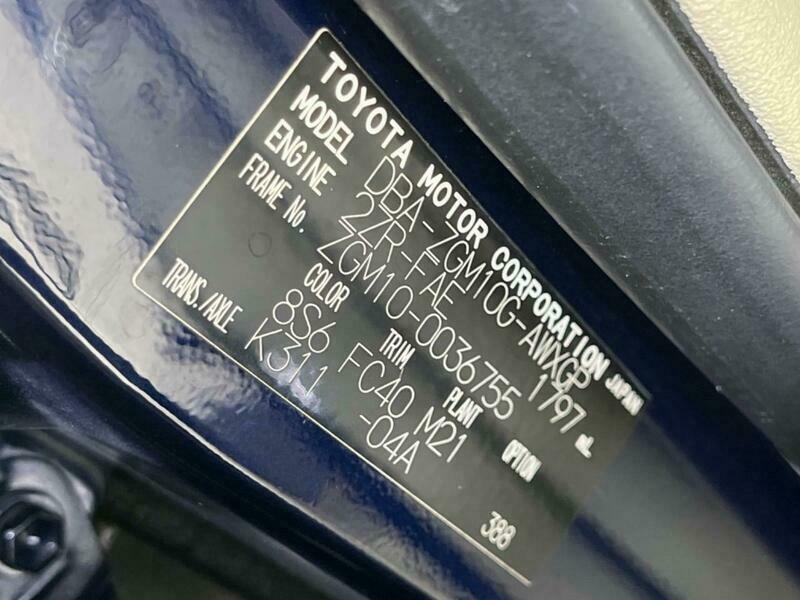 TOYOTA MOTOR CORPORATION JAPAN
MODEL DBA-ZGM10G-AWXGP
ENGINE 2ZR-FAE 1797 mL
FRAME No. ZGM10-0036755
COLOR TRIM PLANT OPTION
8S6 FC40 M21
TRANS./AXLE K311 -04A
388